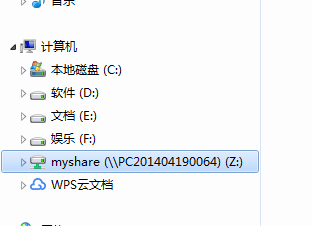 音乐
计算机
本地磁盘 (C:)
软件 (D:)
文档 (E:)
娱乐 (F:)
myshare (\\PC201404190064) (Z:)
WPS云文档